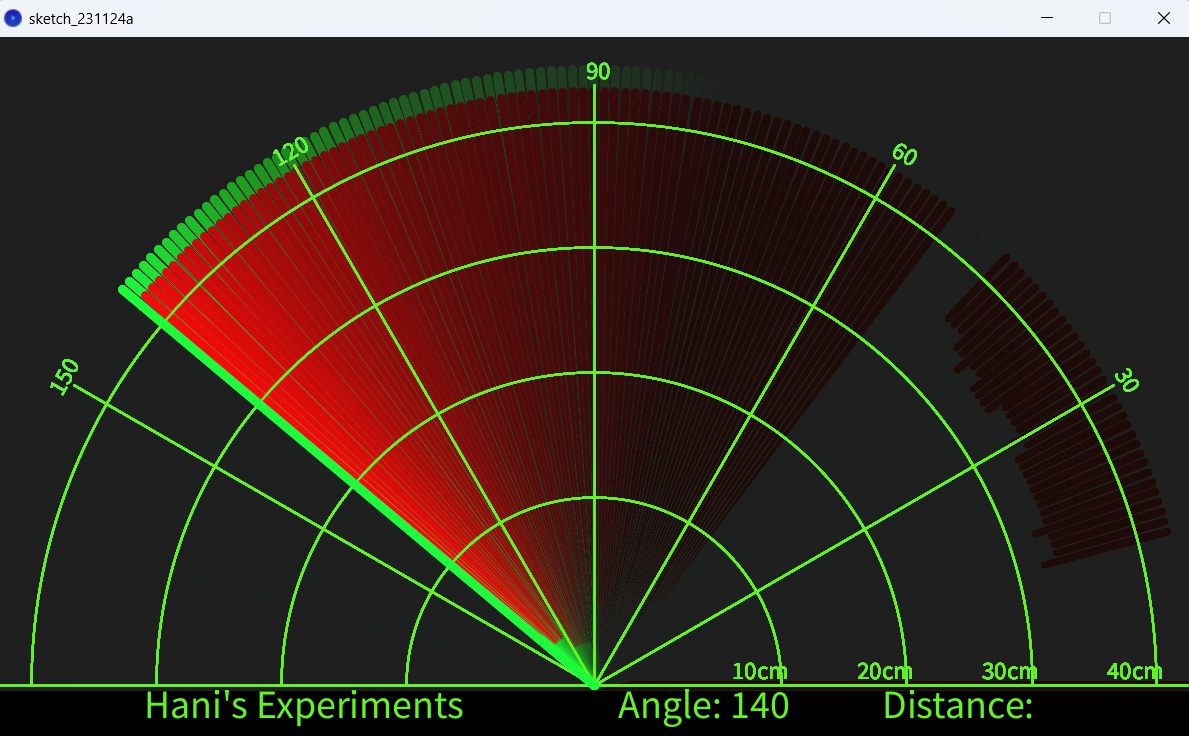 sketch_231124a
90
120
60
150
30
10cm
20cm
30cm
40cm
Hani's Experiments
Angle: 140
Distance: